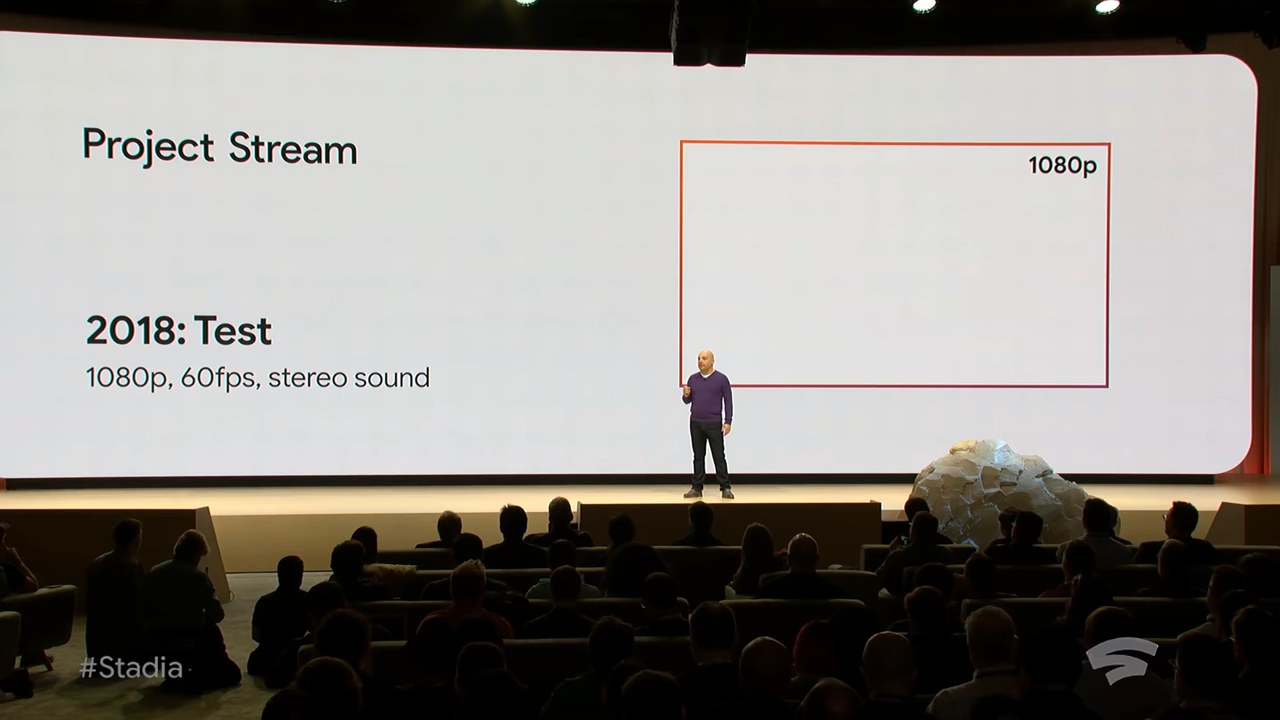 Project Stream
1080p
2018: Test
1080p, 60fps, stereo sound
#Stadia